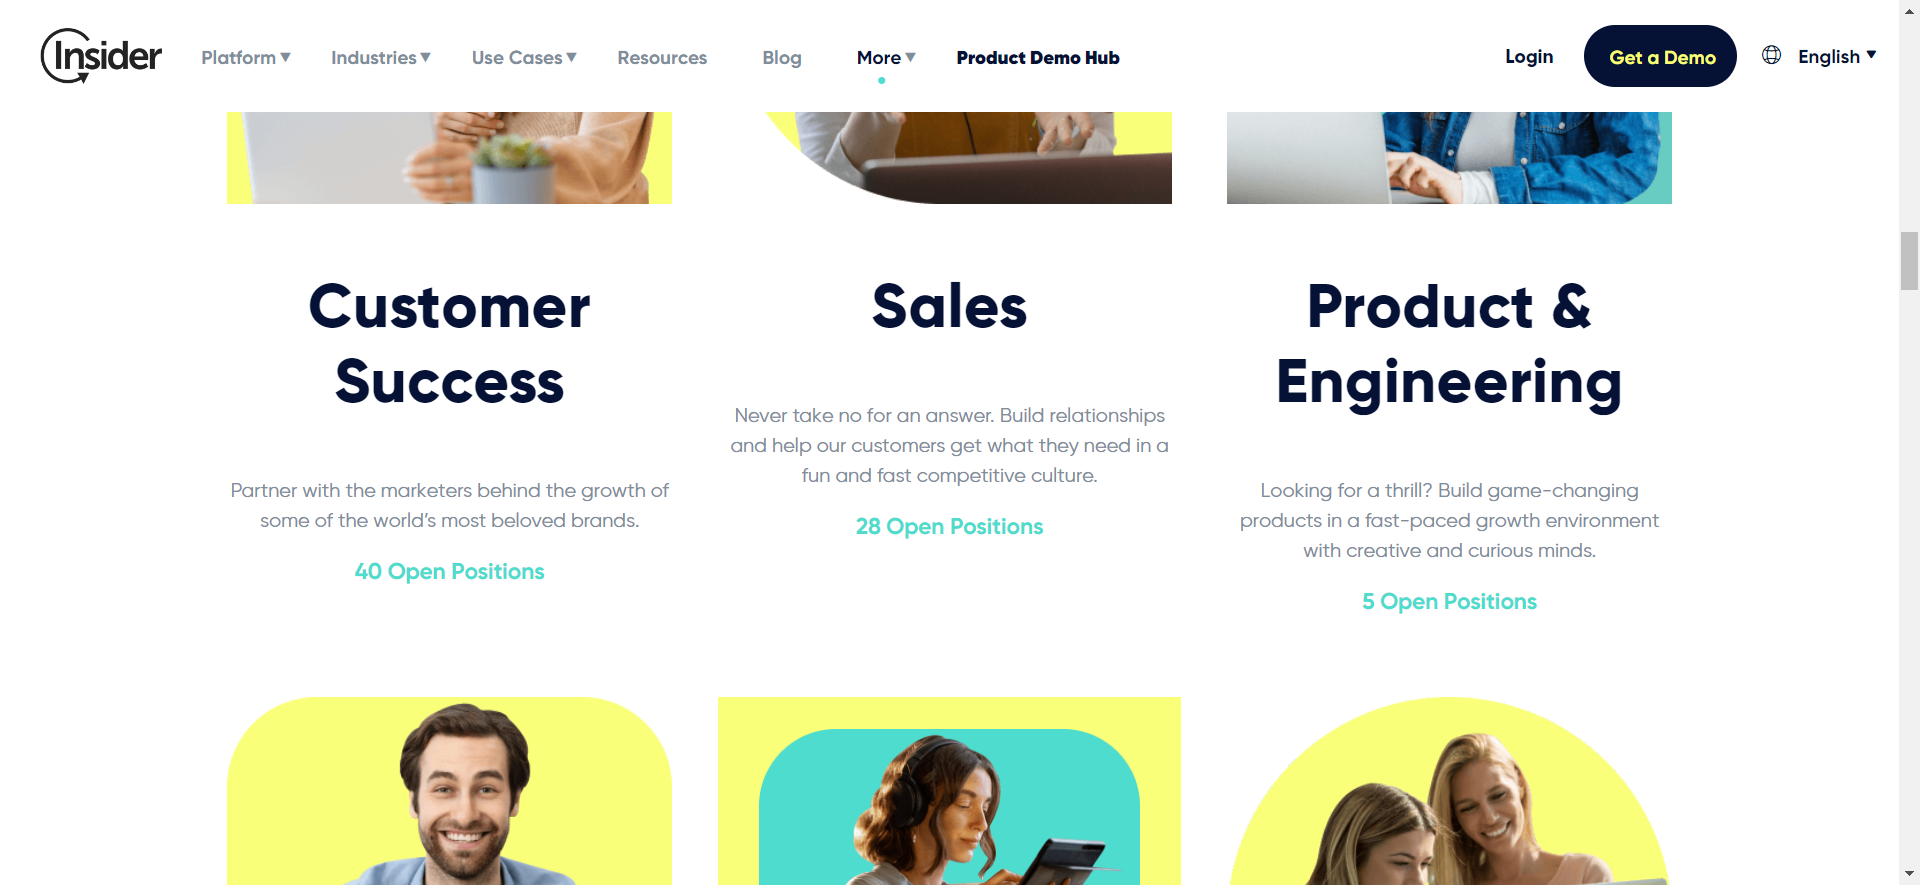 Insider
Platform ▼
Industries ▼
Use Cases ▼
Resources
Blog
More ▼
Product Demo Hub
Login
Get a Demo
English ▼
Customer
Success
Partner with the marketers behind the growth of
some of the world’s most beloved brands.
40 Open Positions
Sales
Never take no for an answer. Build relationships
and help our customers get what they need in a
fun and fast competitive culture.
28 Open Positions
Product &
Engineering
Looking for a thrill? Build game-changing
products in a fast-paced growth environment
with creative and curious minds.
5 Open Positions